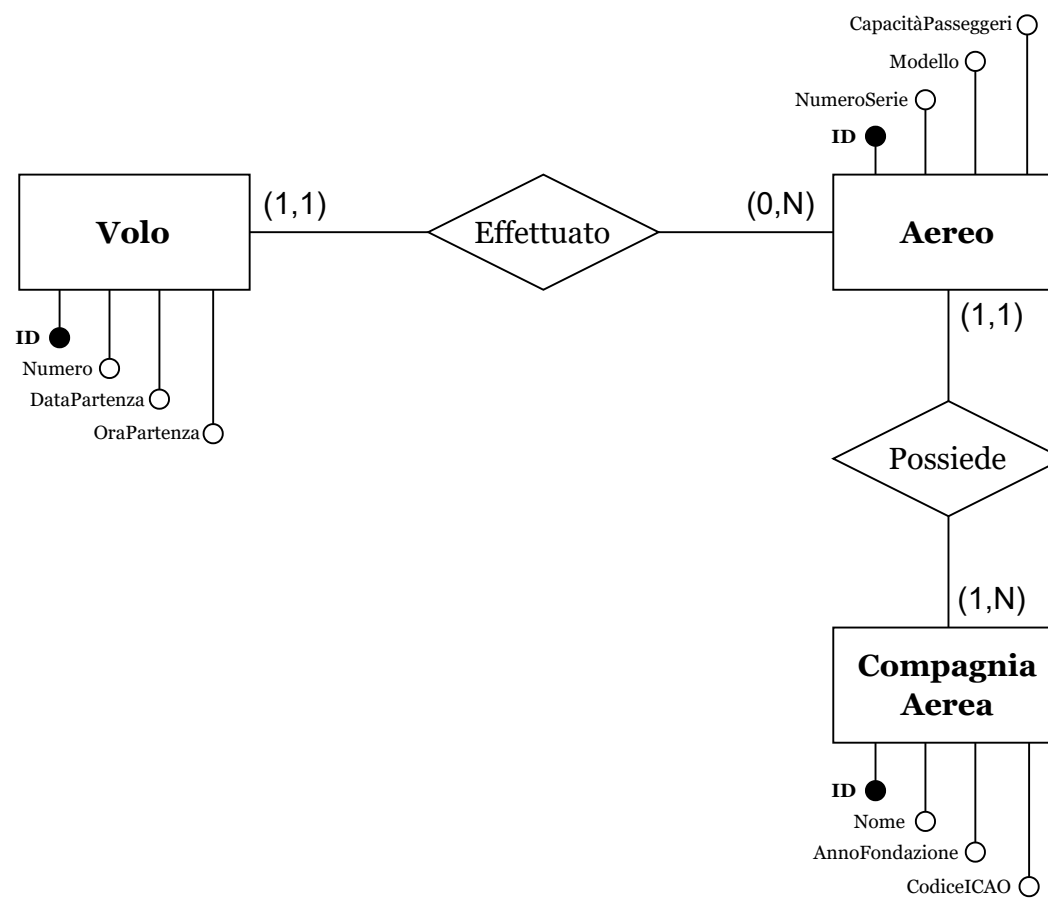 CapacitàPasseggeri
Modello
NumeroSerie
ID
Volo
(1,1)
Effettuato
(0,N)
Aereo
ID
Numero
DataPartenza
OraPartenza
(1,1)
Possiede
(1,N)
Compagnia
Aerea
ID
Nome
AnnoFondazione
CodiceICAO